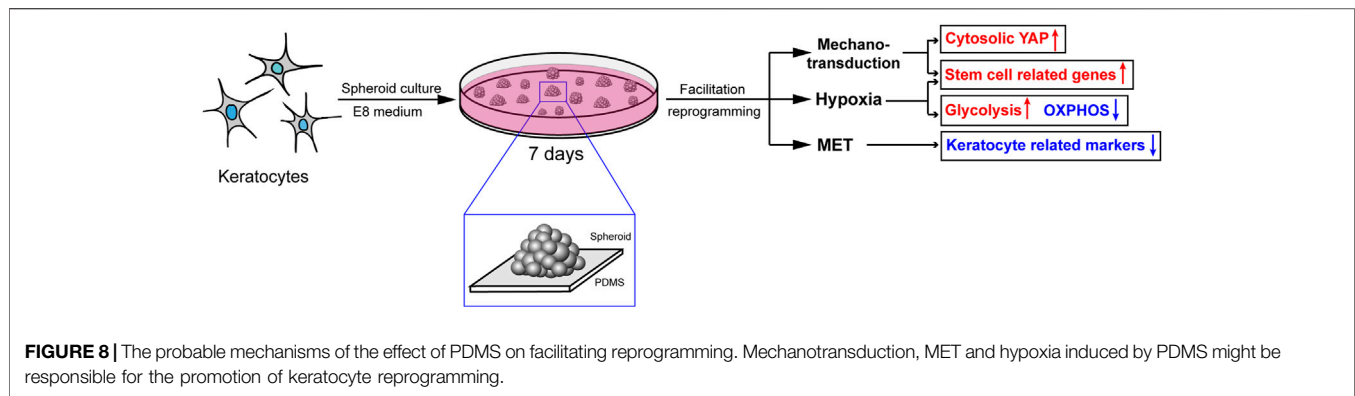 Keratocytes
Spheroid culture
E8 medium
7 days
Spheroid
PDMS
Facilitation
reprogramming
Mechano-
transduction
Hypoxia
MET
Cytosolic YAP↑
Stem cell related genes↑
Glycolysis↑ OXPHOS↓
Keratocyte related markers↓
FIGURE 8 | The probable mechanisms of the effect of PDMS on facilitating reprogramming. Mechanotransduction, MET and hypoxia induced by PDMS might be
responsible for the promotion of keratocyte reprogramming.